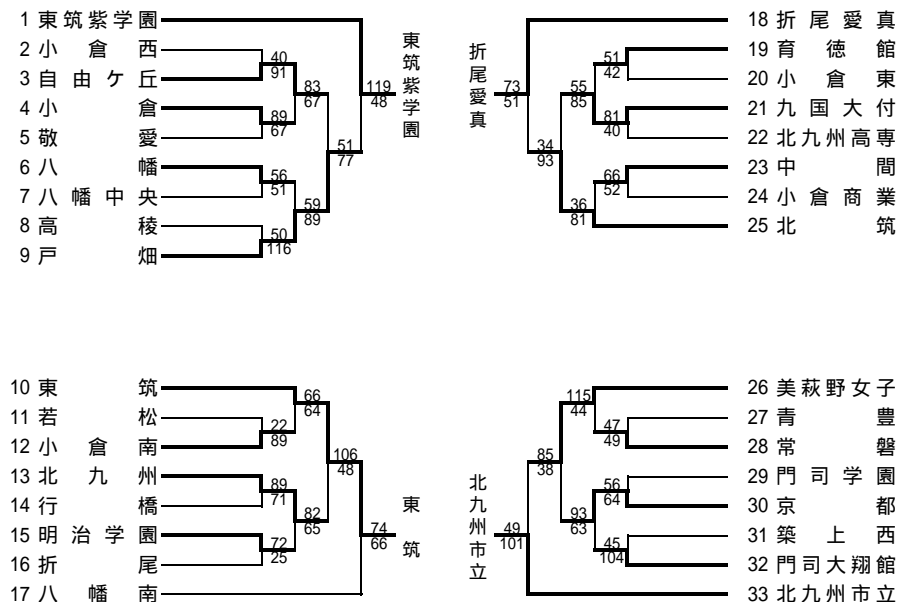 1 東筑紫学園
2 小倉西
3 自由ケ丘
4 小倉
5 敬愛
6 八幡
7 八幡中央
8 高稜
9 戸畑
40
91
89
67
56
51
50
116
83
67
59
89
51
77
119
48
東筑紫学園
折尾愛真
73
51
34
93
55
85
36
81
51
42
81
40
66
52
18 折尾愛真
19 育徳館
20 小倉東
21 九国大付
22 北九州高専
23 中間
24 小倉商業
25 北筑
10 東筑
11 若松
12 小倉南
13 北九州
14 行橋
15 明治学園
16 折尾
17 八幡南
22
89
89
71
72
25
66
64
82
65
106
48
74
66
東筑
北九州市立
49
101
85
38
115
44
93
63
47
49
56
64
45
104
26 美萩野女子
27 青豊
28 常磐
29 門司学園
30 京都
31 築上西
32 門司大翔館
33 北九州市立